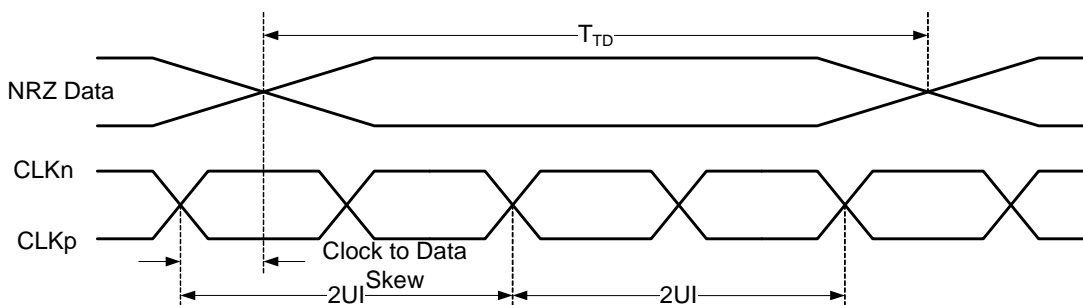 T_TD
NRZ Data
CLKn
CLKp
Clock to Data
Skew
2UI
2UI